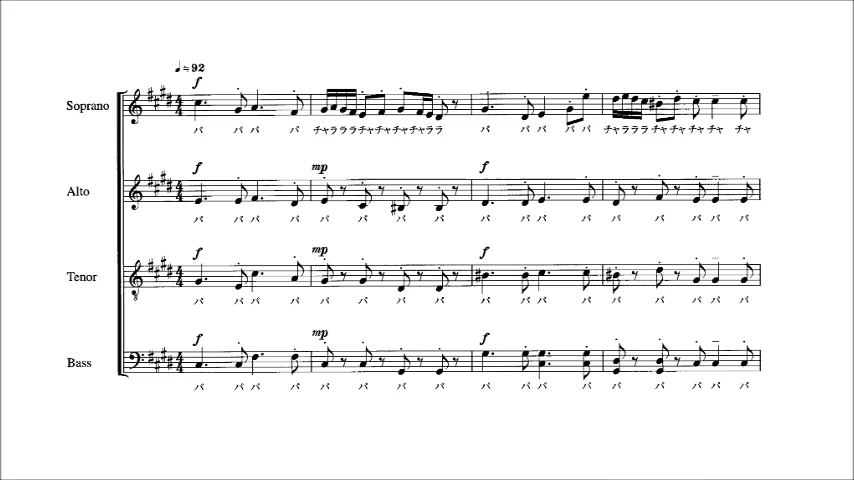 ♩≒92
f
Soprano
パ パ パ パ チャラララチャチャチャチャララ パ パ パ パ パ チャラララ チャ チャ チャ チャ チャ
f mp f
Alto
パ パ パ パ パ パ パ パ パ パ パ パ パ パ パ パ パ
f mp f
Tenor
パ パ パ パ パ パ パ パ パ パ パ パ パ パ パ パ パ
f mp f
Bass
パ パ パ パ パ パ パ パ パ パ パ パ パ パ パ パ パ